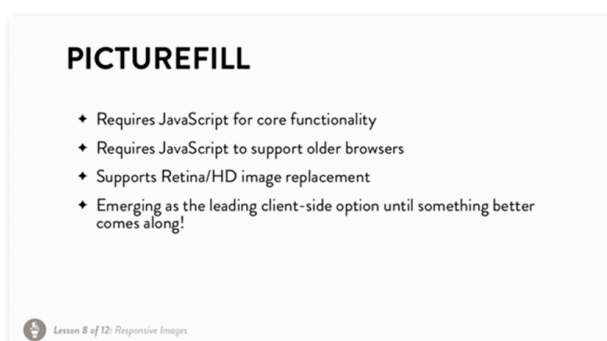 PICTUREFILL
✦ Requires JavaScript for core functionality
✦ Requires JavaScript to support older browsers
✦ Supports Retina/HD image replacement
✦ Emerging as the leading client-side option until something better
comes along!
Lesson 8 of 12: Responsive Images